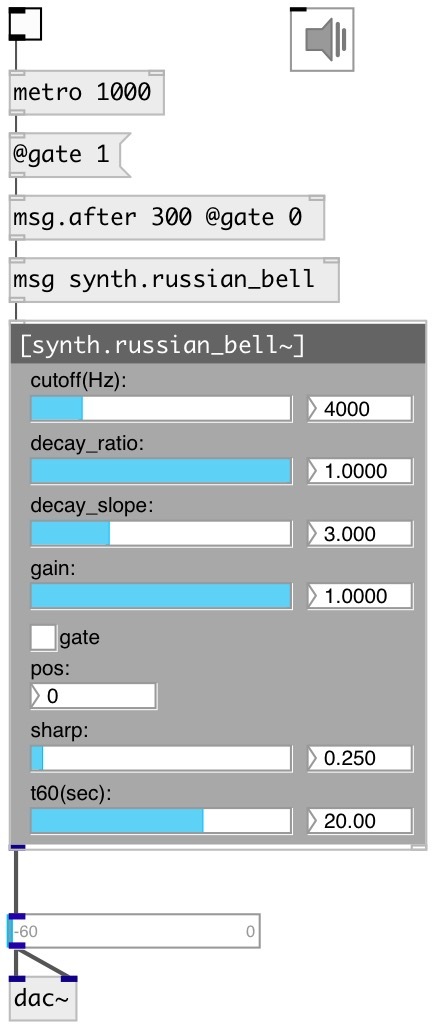 metro 1000
@gate 1
msg.after 300 @gate 0
msg synth.russian_bell
[synth.russian_bell~]
cutoff(Hz):
4000
decay_ratio:
1.0000
decay_slope:
3.000
gain:
1.0000
gate
pos:
0
sharp:
0.250
t60(sec):
20.00
-60 0
dac~